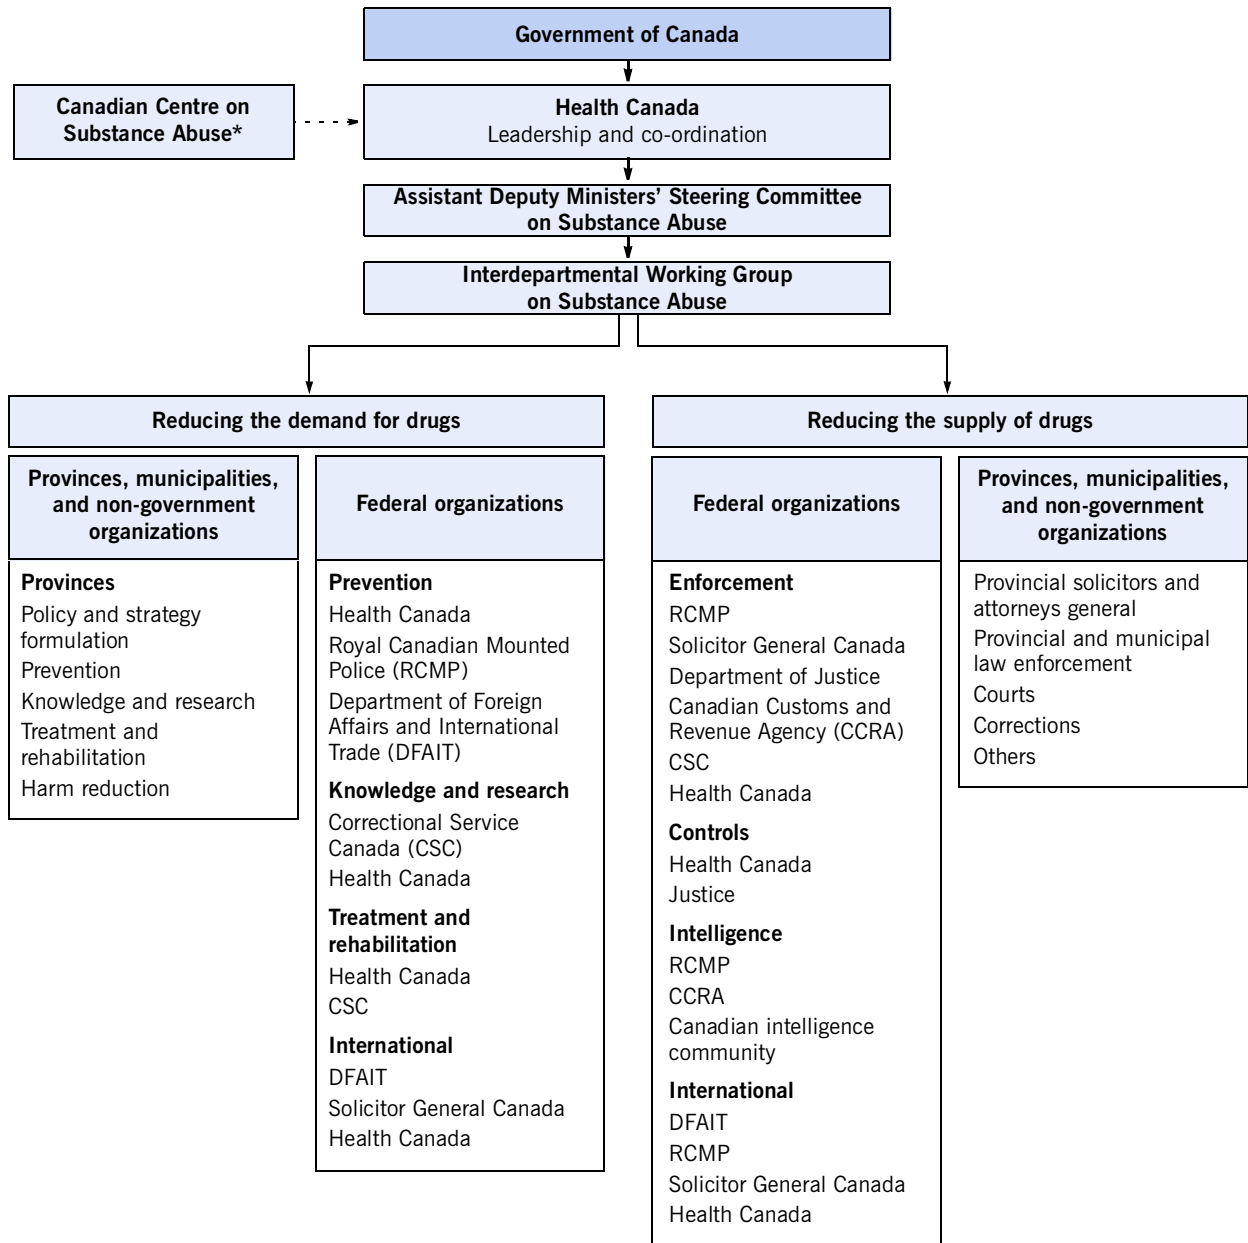 Government of Canada
Canadian Centre on
Substance Abuse*
Health Canada
Leadership and co-ordination
Assistant Deputy Ministers’ Steering Committee
on Substance Abuse
Interdepartmental Working Group
on Substance Abuse
Reducing the demand for drugs
Provinces, municipalities,
and non-government
organizations
Provinces
Policy and strategy
formulation
Prevention
Knowledge and research
Treatment and
rehabilitation
Harm reduction
Federal organizations
Prevention
Health Canada
Royal Canadian Mounted
Police (RCMP)
Department of Foreign
Affairs and International
Trade (DFAIT)
Knowledge and research
Correctional Service
Canada (CSC)
Health Canada
Treatment and
rehabilitation
Health Canada
CSC
International
DFAIT
Solicitor General Canada
Health Canada
Reducing the supply of drugs
Federal organizations
Enforcement
RCMP
Solicitor General Canada
Department of Justice
Canadian Customs and
Revenue Agency (CCRA)
CSC
Health Canada
Controls
Health Canada
Justice
Intelligence
RCMP
CCRA
Canadian intelligence
community
International
DFAIT
RCMP
Solicitor General Canada
Health Canada
Provinces, municipalities,
and non-government
organizations
Provincial solicitors and
attorneys general
Provincial and municipal
law enforcement
Courts
Corrections
Others